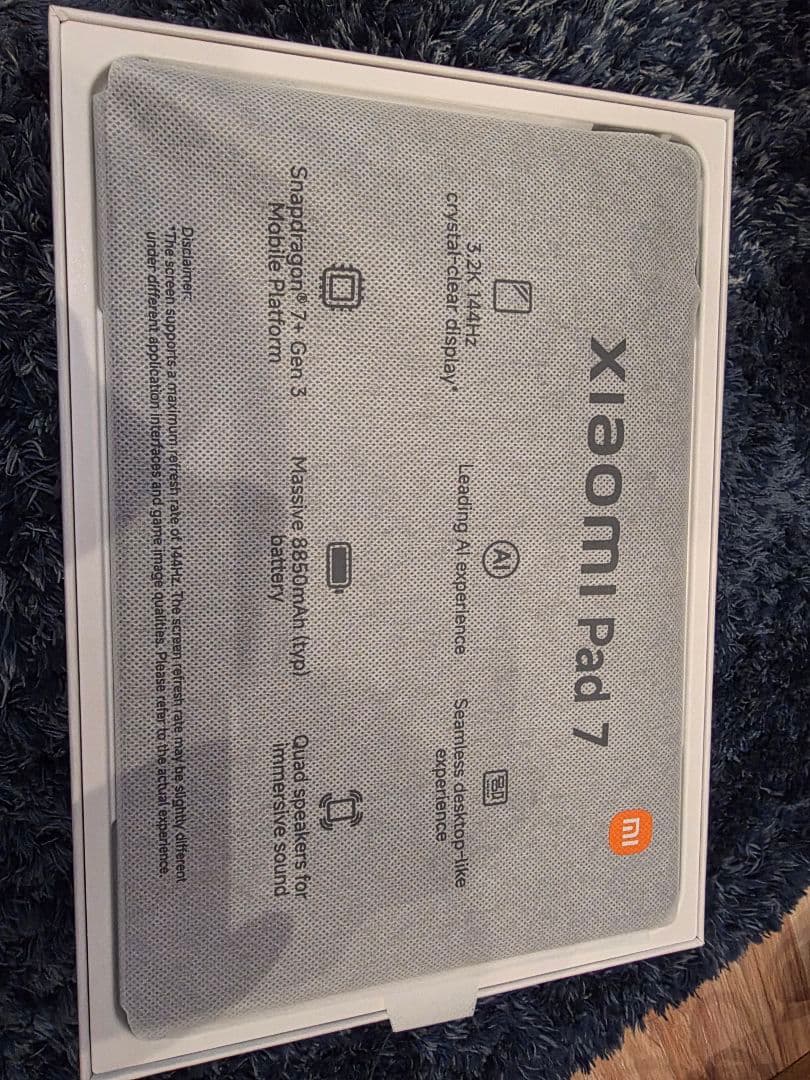 xiaomi Pad 7
mi
3.2K 144Hz
crystal-clear display*
AI
Leading AI experience
Seamless desktop-like
experience
Snapdragon® 7+ Gen 3
Mobile Platform
Massive 8850mAh (typ)
battery
Quad speakers for
immersive sound
Disclaimer:
*The screen supports a maximum refresh rate of 144Hz. The screen refresh rate may be slightly different
under different application interfaces and game image qualities. Please refer to the actual experience.